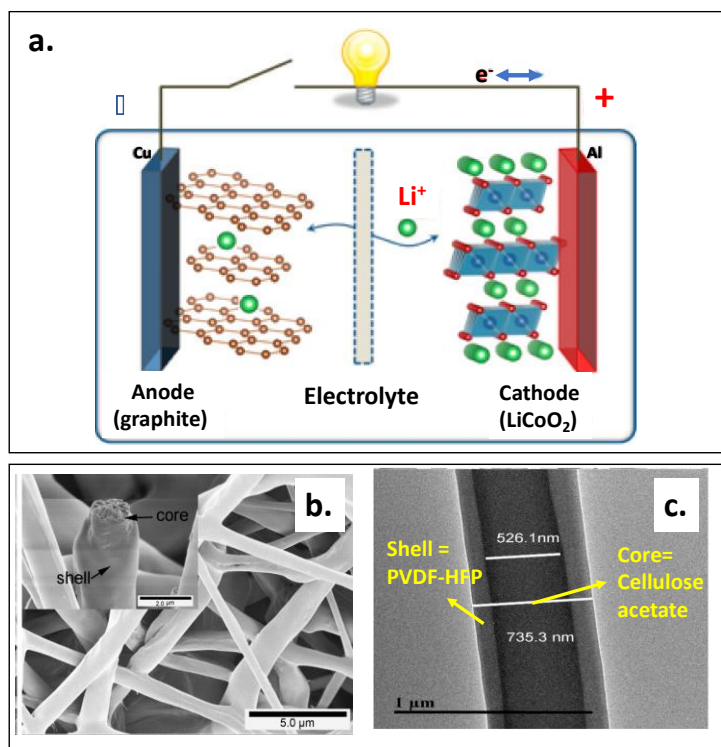 a.
e⁻
+
Cu
Al
Li⁺
Anode
(graphite)
Electrolyte
Cathode
(LiCoO₂)
b.
core
shell
2.0 μm
5.0 μm
c.
526.1nm
Shell =
PVDF-HFP
Core=
Cellulose
acetate
735.3 nm
1 μm